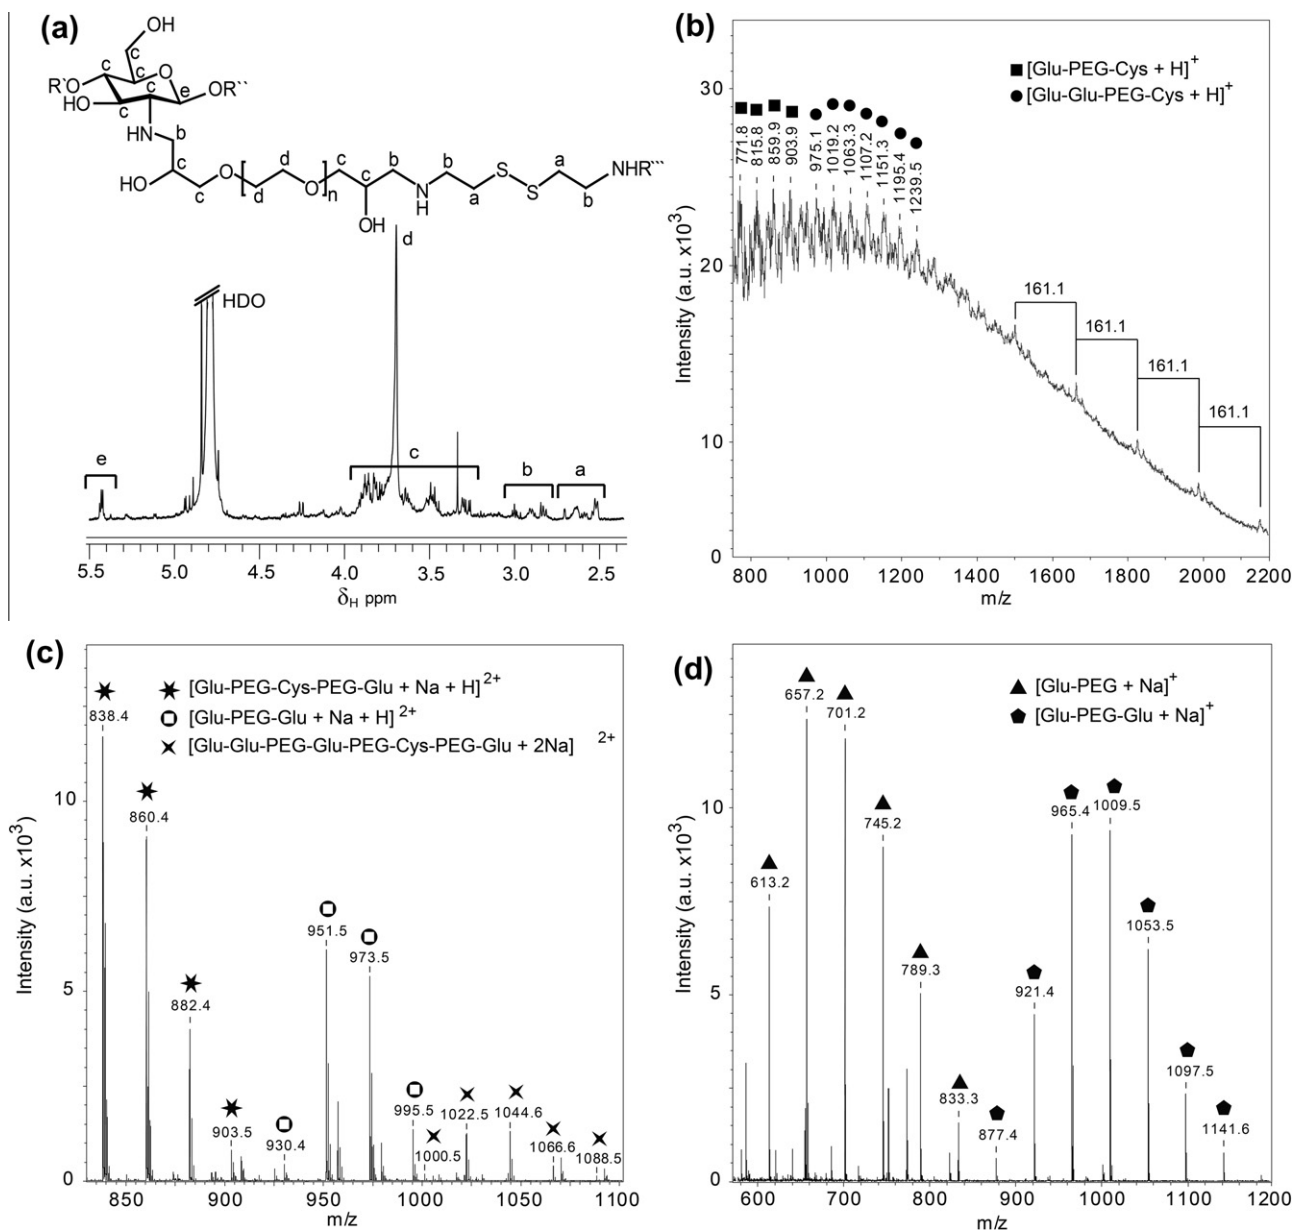 (a)
OH
c
c
O
c
R`O
c
e
OR``
HO
c
c
HN
b
c
HO
c
O
d
d
O
n
c
c
OH
b
N
H
b
a
S
S
a
b
NHR```
d
HDO
e
c
b
a
5.5 5.0 4.5 4.0 3.5 3.0 2.5
δH ppm
(b)
■ [Glu-PEG-Cys + H]+
● [Glu-Glu-PEG-Cys + H]+
771.8
815.8
859.9
903.9
975.1
1019.2
1063.3
1107.2
1151.3
1195.4
1239.5
161.1
161.1
161.1
161.1
Intensity (a.u. x10³)
30
20
10
0
800 1000 1200 1400 1600 1800 2000 2200
m/z
(c)
[Glu-PEG-Cys-PEG-Glu + Na + H]2+
[Glu-PEG-Glu + Na + H]2+
[Glu-Glu-PEG-Glu-PEG-Cys-PEG-Glu + 2Na] 2+
838.4
860.4
882.4
903.5
930.4
951.5
973.5
995.5
1000.5
1022.5
1044.6
1066.6
1088.5
Intensity (a.u. x10³)
10
5
0
850 900 950 1000 1050 1100
m/z
(d)
▲ [Glu-PEG + Na]+
[Glu-PEG-Glu + Na]+
613.2
657.2
701.2
745.2
789.3
833.3
877.4
921.4
965.4
1009.5
1053.5
1097.5
1141.6
Intensity (a.u. x10³)
10
5
0
600 700 800 900 1000 1100 1200
m/z